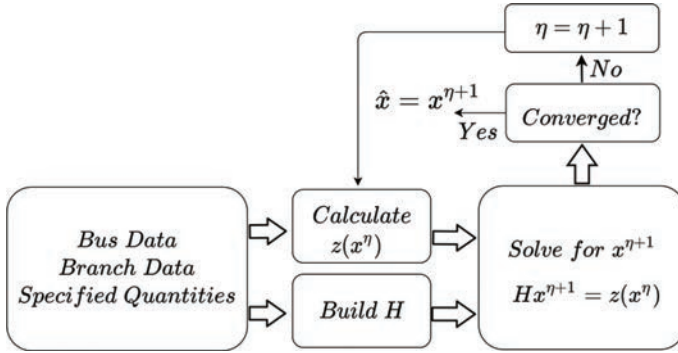 η = η + 1
No
x̂ = x^{η+1}
Yes
Converged?
Bus Data
Branch Data
Specified Quantities
Calculate
z(x^η)
Build H
Solve for x^{η+1}
Hx^{η+1} = z(x^η)